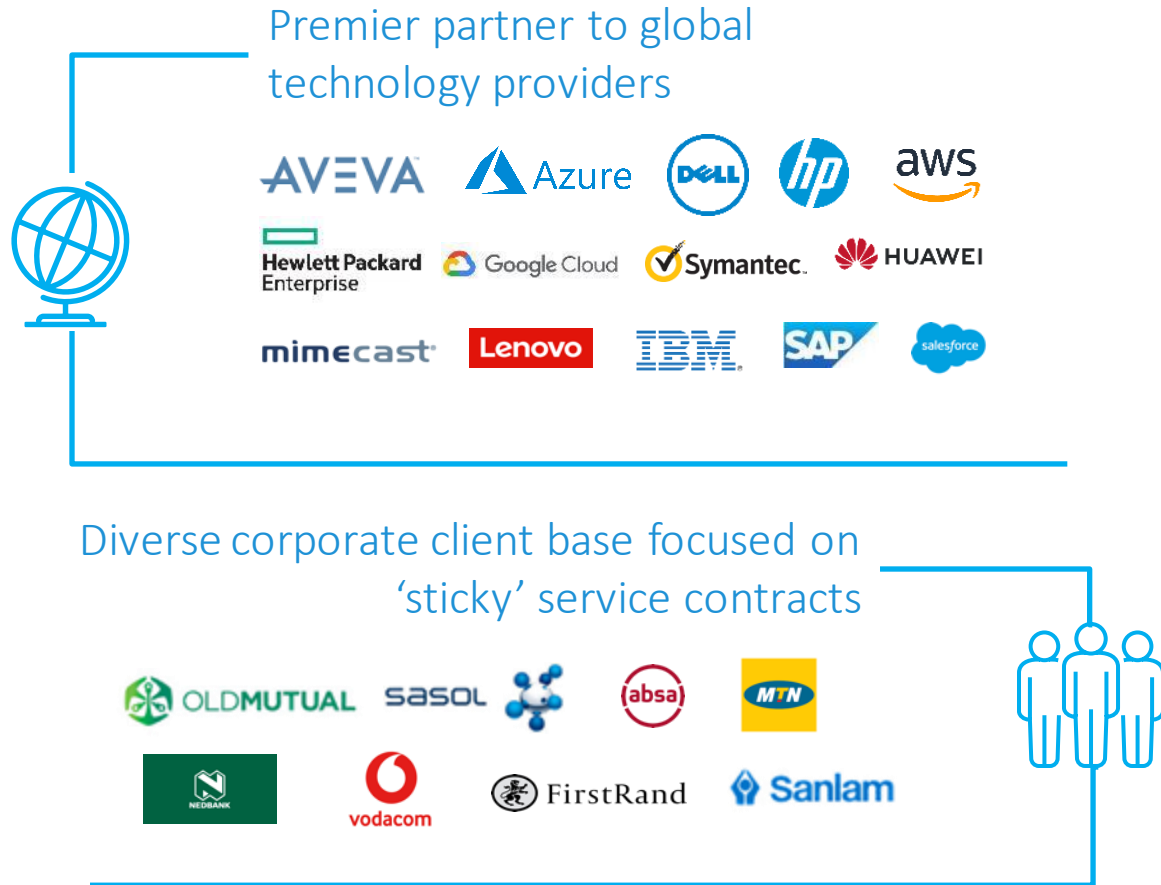 Premier partner to global
technology providers
AVEVA
Azure
DELL
hp
aws
Hewlett Packard
Enterprise
Google Cloud
Symantec.
HUAWEI
mimecast
Lenovo
IBM
SAP
salesforce
Diverse corporate client base focused on
‘sticky’ service contracts
OLDMUTUAL
sasol
absa
MTN
NEDBANK
vodacom
FirstRand
Sanlam